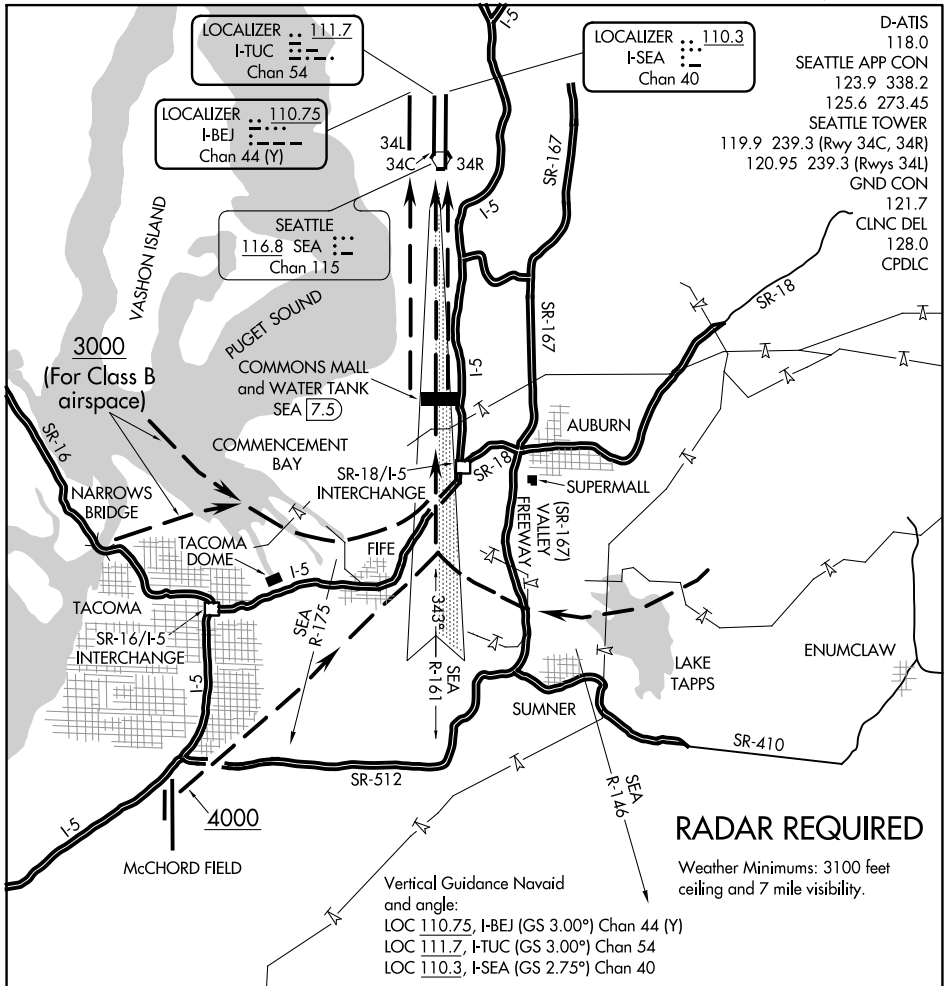 LOCALIZER 111.7
I-TUC
Chan 54
LOCALIZER 110.75
I-BEJ
Chan 44 (Y)
LOCALIZER 110.3
I-SEA
Chan 40
I-5
D-ATIS
118.0
SEATTLE APP CON
123.9 338.2
125.6 273.45
SEATTLE TOWER
119.9 239.3 (Rwy 34C, 34R)
120.95 239.3 (Rwys 34L)
GND CON
121.7
CLNC DEL
128.0
CPDLC
34L
34C
34R
SR-167
I-5
SEATTLE
116.8 SEA
Chan 115
VASHON ISLAND
PUGET SOUND
SR-18
SR-167
I-5
3000
(For Class B
airspace)
COMMONS MALL
and WATER TANK
SEA 7.5
SR-16
COMMENCEMENT
BAY
AUBURN
SR-18/I-5
INTERCHANGE
SR-18
SUPERMALL
NARROWS
BRIDGE
(SR-167)
VALLEY
FREEWAY
TACOMA
DOME
FIFE
I-5
TACOMA
SR-16/I-5
INTERCHANGE
SEA
R-175
343°
SEA
R-161
I-5
LAKE
TAPPS
ENUMCLAW
SUMNER
SR-410
SR-512
SEA
R-146
4000
I-5
McCHORD FIELD
RADAR REQUIRED
Weather Minimums: 3100 feet
ceiling and 7 mile visibility.
Vertical Guidance Navaid
and angle:
LOC 110.75, I-BEJ (GS 3.00°) Chan 44 (Y)
LOC 111.7, I-TUC (GS 3.00°) Chan 54
LOC 110.3, I-SEA (GS 2.75°) Chan 40